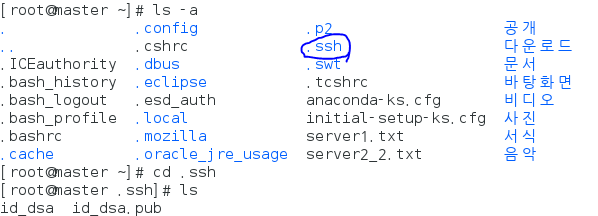 [root@master ~]# ls -a
. .config .p2 공개
.. .cshrc .ssh 다운로드
.ICEauthority .dbus .swt 문서
.bash_history .eclipse .tcshrc 바탕화면
.bash_logout .esd_auth anaconda-ks.cfg 비디오
.bash_profile .local initial-setup-ks.cfg 사진
.bashrc .mozilla server1.txt 서식
.cache .oracle_jre_usage server2_2.txt 음악
[root@master ~]# cd .ssh
[root@master .ssh]# ls
id_dsa id_dsa.pub